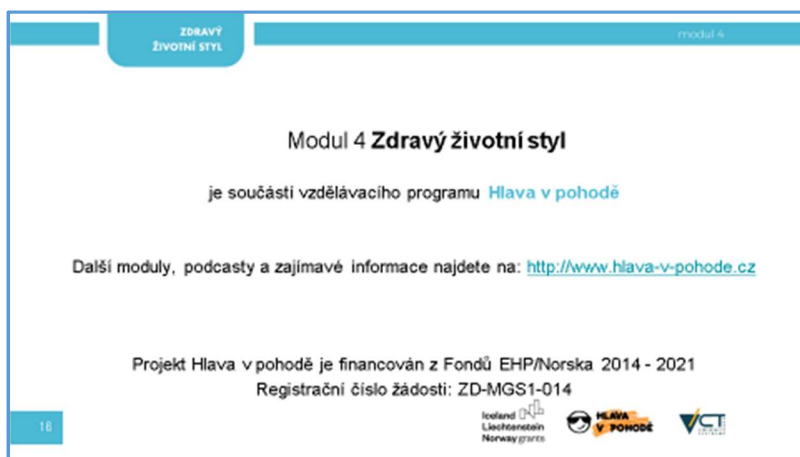 ZDRAVÝ
ŽIVOTNÍ STYL
modul 4
Modul 4 Zdravý životní styl
je součástí vzdělávacího programu Hlava v pohodě
Další moduly, podcasty a zajímavé informace najdete na: http://www.hlava-v-pohode.cz
Projekt Hlava v pohodě je financován z Fondů EHP/Norska 2014 - 2021
Registrační číslo žádosti: ZD-MGS1-014
16
Iceland
Liechtenstein
Norway grants
HLAVA
V POHODĚ